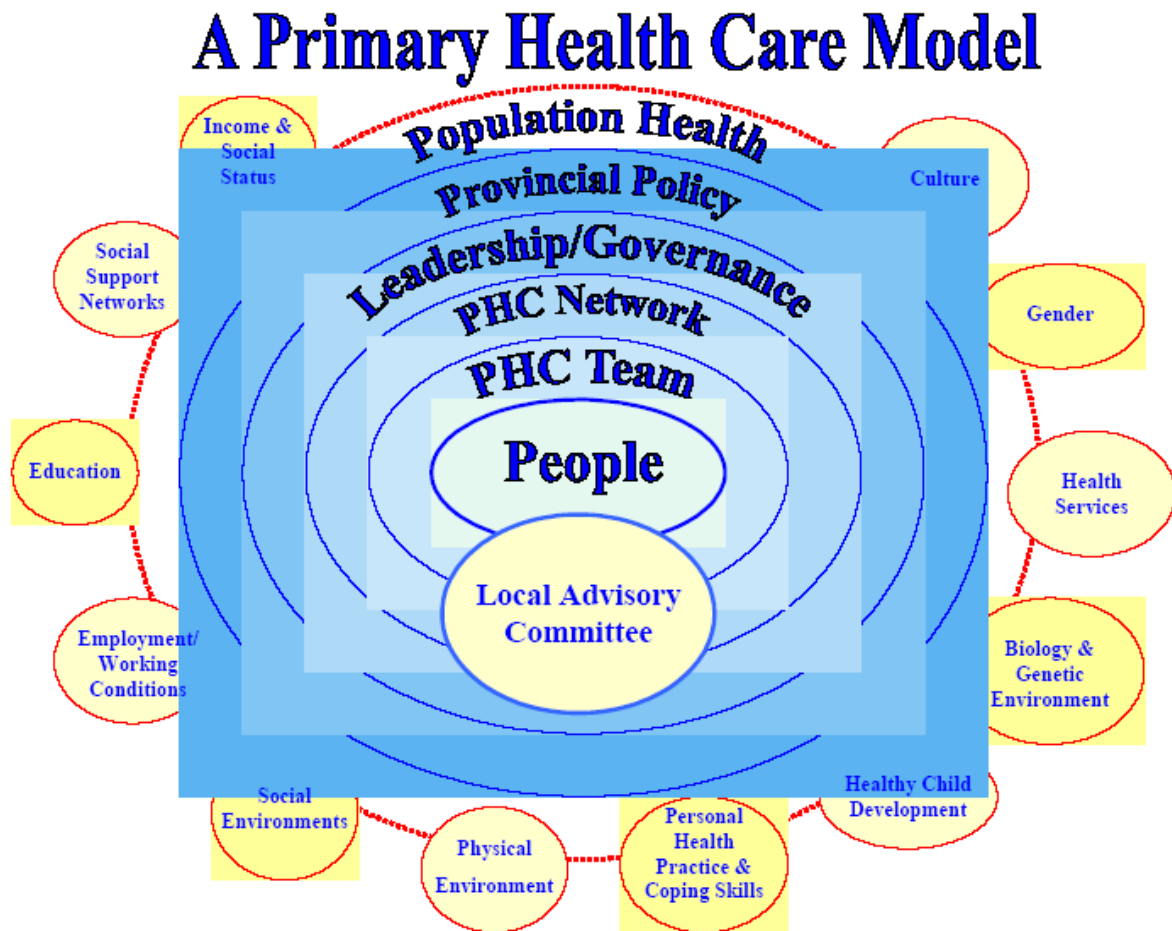 A Primary Health Care Model
Population Health
Provincial Policy
Leadership/Governance
PHC Network
PHC Team
People
Local Advisory
Committee
Income &
Social
Status
Culture
Social
Support
Networks
Gender
Education
Health
Services
Employment/
Working
Conditions
Biology &
Genetic
Environment
Social
Environments
Physical
Environment
Personal
Health
Practice &
Coping Skills
Healthy Child
Development